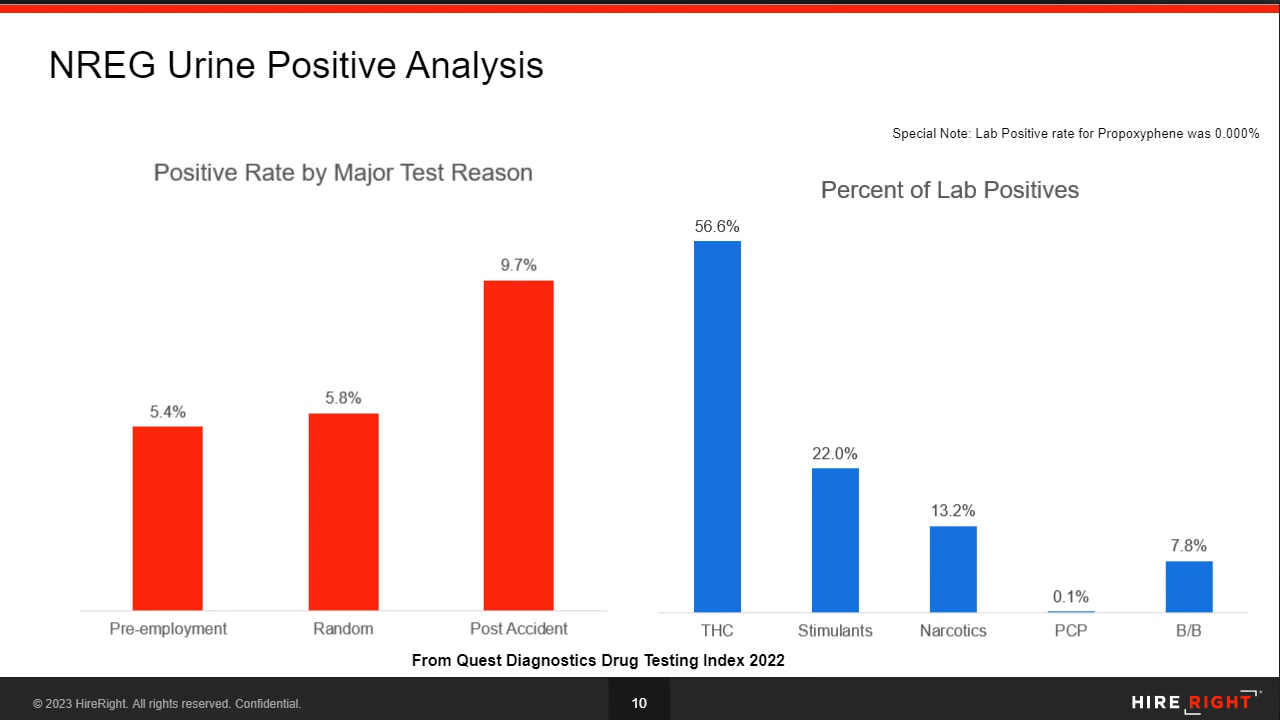 NREG Urine Positive Analysis
Special Note: Lab Positive rate for Propoxyphene was 0.000%
Positive Rate by Major Test Reason
9.7%
5.8%
5.4%
Pre-employment Random Post Accident
Percent of Lab Positives
56.6%
22.0%
13.2%
7.8%
0.1%
THC Stimulants Narcotics PCP B/B
From Quest Diagnostics Drug Testing Index 2022
© 2023 HireRight. All rights reserved. Confidential.
10
HIRE RIGHT